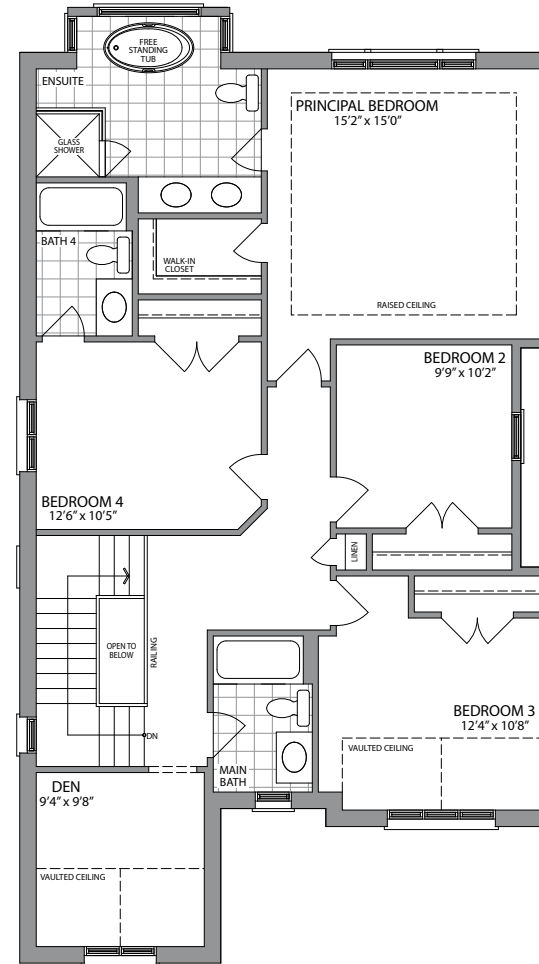 FREE
STANDING
TUB
ENSUITE
PRINCIPAL BEDROOM
15'2" x 15'0"
GLASS
SHOWER
BATH 4
WALK-IN
CLOSET
RAISED CEILING
BEDROOM 2
9'9" x 10'2"
BEDROOM 4
12'6" x 10'5"
LINEN
OPEN TO
BELOW
RAILING
DN
BEDROOM 3
12'4" x 10'8"
VAULTED CEILING
MAIN
BATH
DEN
9'4" x 9'8"
VAULTED CEILING